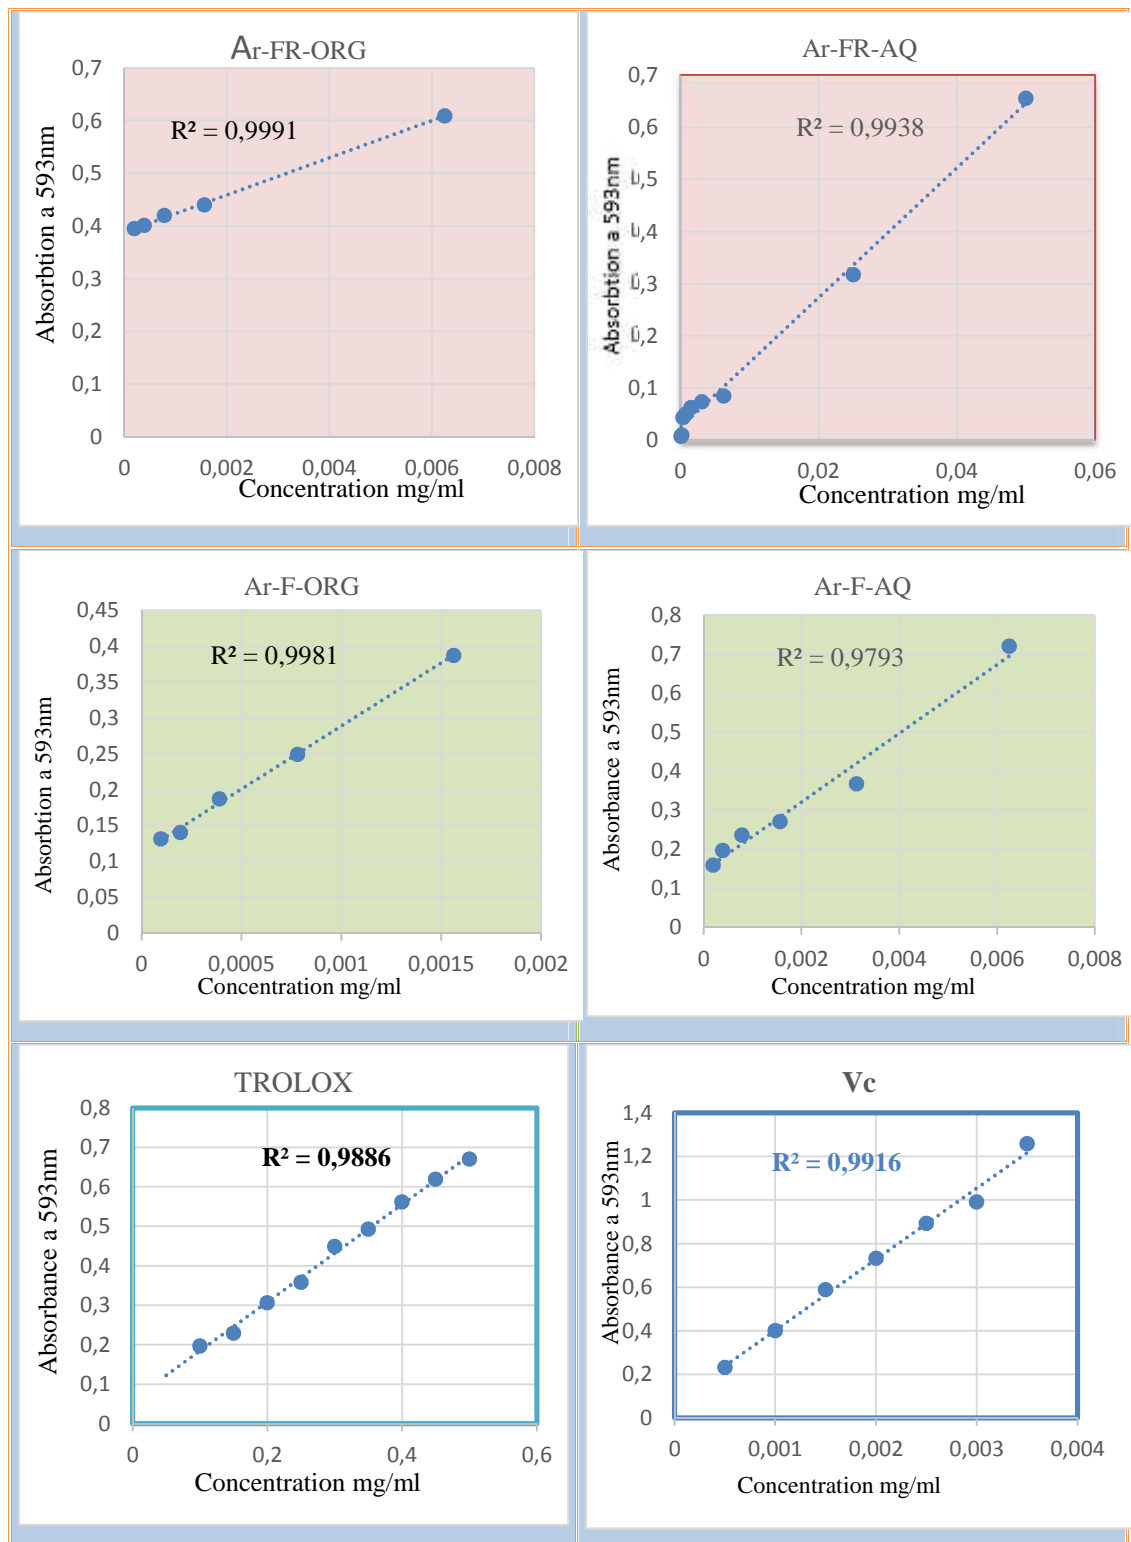 Ar-FR-ORG
0,7
0,6
0,5
0,4
0,3
0,2
0,1
0
R² = 0,9991
Absorbtion a 593nm
0 0,002 0,004 0,006 0,008
Concentration mg/ml
Ar-FR-AQ
0,7
0,6
0,5
0,4
0,3
0,2
0,1
0
R² = 0,9938
Absorbtion a 593nm
0 0,02 0,04 0,06
Concentration mg/ml
Ar-F-ORG
0,45
0,4
0,35
0,3
0,25
0,2
0,15
0,1
0,05
0
R² = 0,9981
Absorbtion a 593nm
0 0,0005 0,001 0,0015 0,002
Concentration mg/ml
Ar-F-AQ
0,8
0,7
0,6
0,5
0,4
0,3
0,2
0,1
0
R² = 0,9793
Absorbance a 593nm
0 0,002 0,004 0,006 0,008
Concentration mg/ml
TROLOX
0,8
0,7
0,6
0,5
0,4
0,3
0,2
0,1
0
R² = 0,9886
Absorbance a 593nm
0 0,2 0,4 0,6
Concentration mg/ml
Vc
1,4
1,2
1
0,8
0,6
0,4
0,2
0
R² = 0,9916
Absorbance a 593nm
0 0,001 0,002 0,003 0,004
Concentration mg/ml